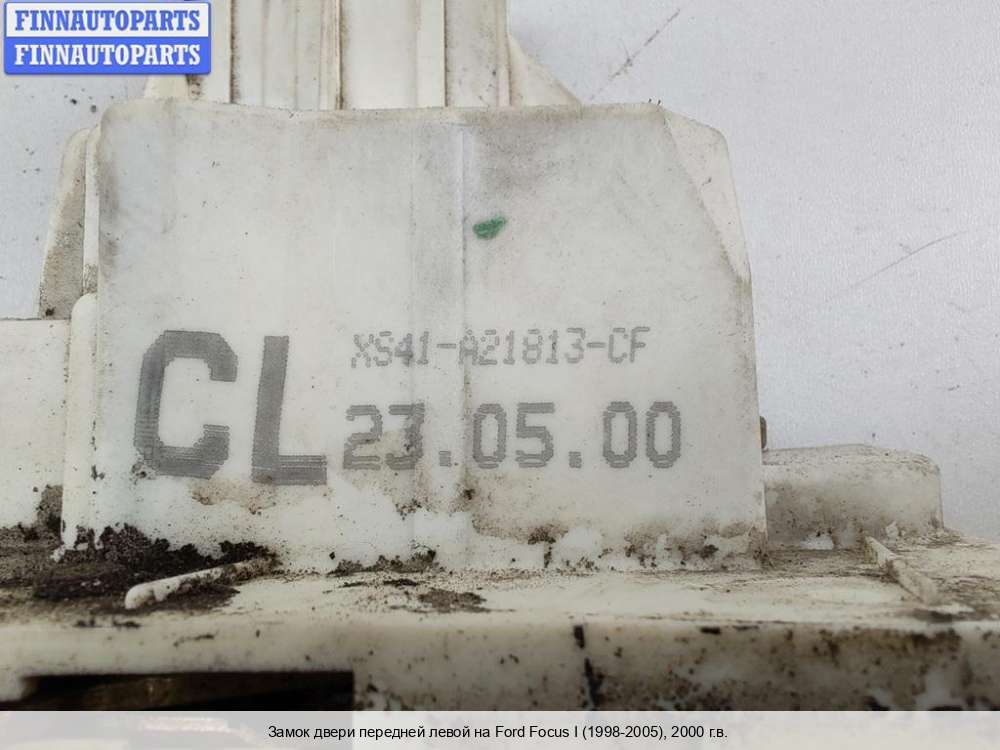 FINNAUTOPARTS
FINNAUTOPARTS
XS41-A21813-CF
CL 23.05.00
Замок двери передней левой на Ford Focus I (1998-2005), 2000 г.в.